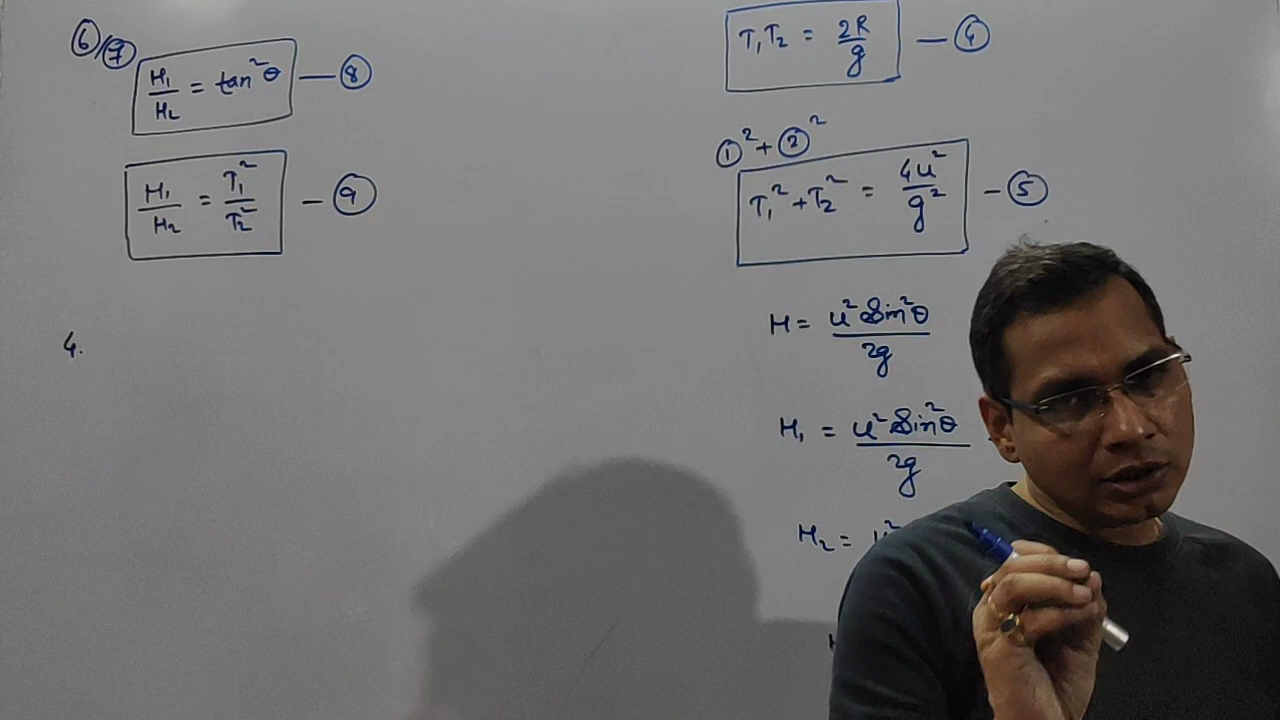 ⑥/⑦
H₁/H₂ = tan²θ — ⑧
H₁/H₂ = T₁²/T₂² — ⑨
4.
T₁T₂ = 2R/g — ④
①² + ②²
T₁² + T₂² = 4u²/g² — ⑤
H = u² Sin²θ/2g
H₁ = u² Sin²θ/2g
H₂ = u²